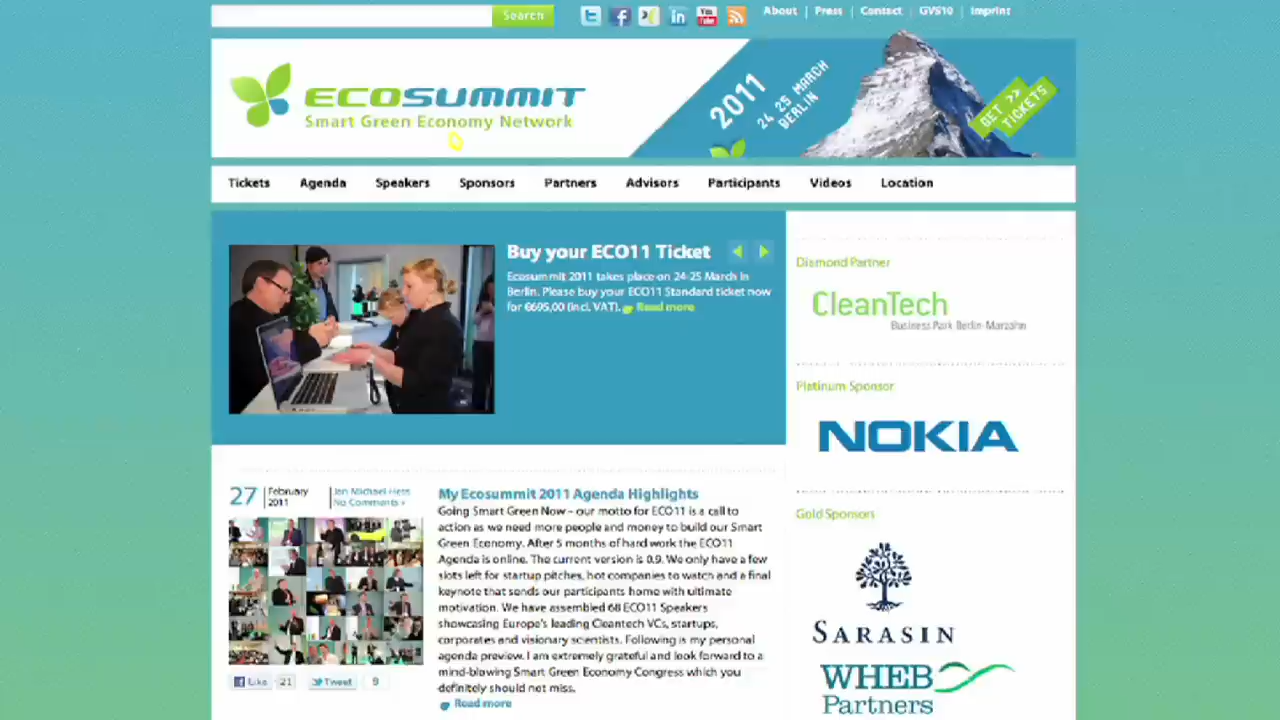 Search
About | Press | Contact | GVS10 | Imprint
ECOSUMMIT
Smart Green Economy Network
2011
24 25 MARCH
BERLIN
GET >>
TICKETS
Tickets Agenda Speakers Sponsors Partners Advisors Participants Videos Location
Buy your ECO11 Ticket
Ecosummit 2011 takes place on 24-25 March in
Berlin. Please buy your ECO11 Standard ticket now
for €695,00 (incl. VAT). Read more
27 February
2011
Jan Michael Hess
No Comments »
Like 21 Tweet 9
My Ecosummit 2011 Agenda Highlights
Going Smart Green Now – our motto for ECO11 is a call to
action as we need more people and money to build our Smart
Green Economy. After 5 months of hard work the ECO11
Agenda is online. The current version is 0.9. We only have a few
slots left for startup pitches, hot companies to watch and a final
keynote that sends our participants home with ultimate
motivation. We have assembled 68 ECO11 Speakers
showcasing Europe's leading Cleantech VCs, startups,
corporates and visionary scientists. Following is my personal
agenda preview. I am extremely grateful and look forward to a
mind-blowing Smart Green Economy Congress which you
definitely should not miss.
Read more
Diamond Partner
CleanTech
Business Park Berlin-Marzahn
Platinum Sponsor
NOKIA
Gold Sponsors
SARASIN
WHEB
Partners